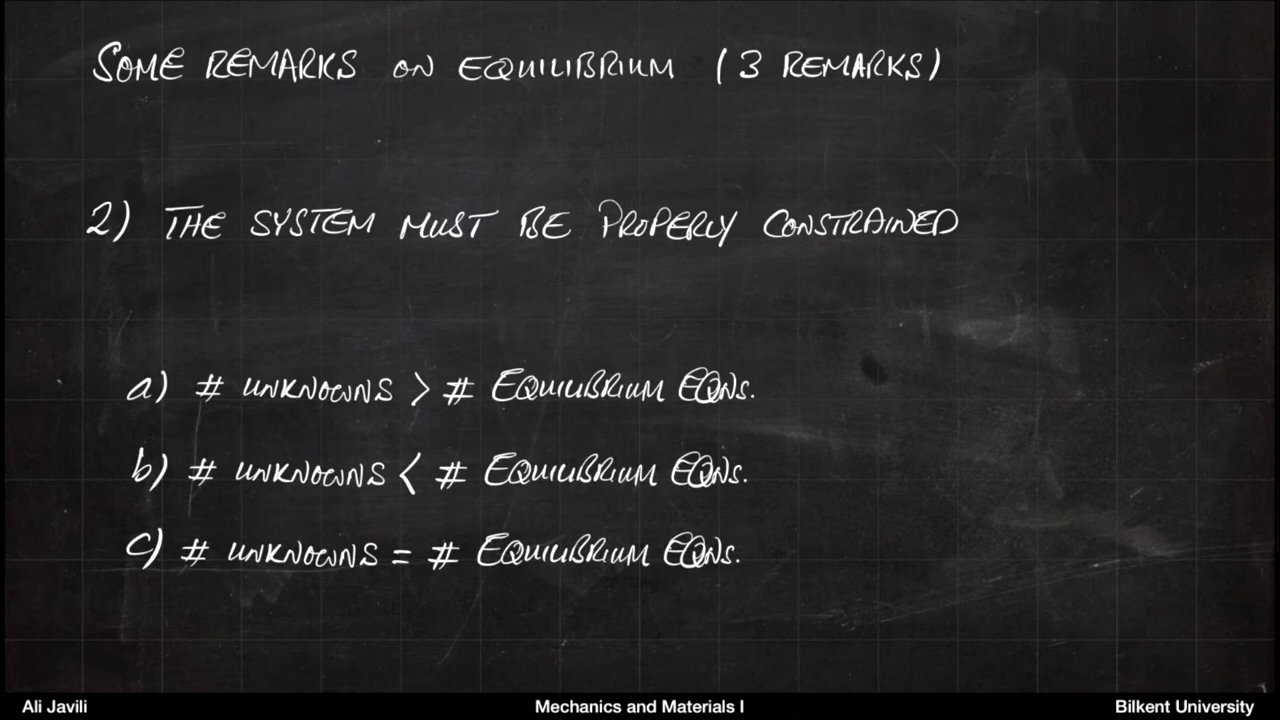 SOME REMARKS ON EQUILIBRIUM (3 REMARKS)
2) THE SYSTEM MUST BE PROPERLY CONSTRAINED
a) # UNKNOWNS > # EQUILIBRIUM EQNS.
b) # UNKNOWNS < # EQUILIBRIUM EQNS.
c) # UNKNOWNS = # EQUILIBRIUM EQNS.
Ali Javili Mechanics and Materials I Bilkent University